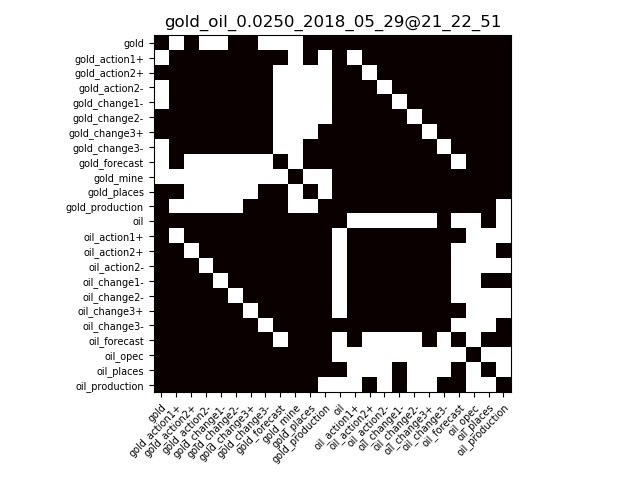 gold_oil_0.0250_2018_05_29@21_22_51
gold
gold_action1+
gold_action2+
gold_action2-
gold_change1-
gold_change2-
gold_change3+
gold_change3-
gold_forecast
gold_mine
gold_places
gold_production
oil
oil_action1+
oil_action2+
oil_action2-
oil_change1-
oil_change2-
oil_change3+
oil_change3-
oil_forecast
oil_opec
oil_places
oil_production
gold
gold_action1+
gold_action2+
gold_action2-
gold_change1-
gold_change2-
gold_change3+
gold_change3-
gold_forecast
gold_mine
gold_places
gold_production
oil
oil_action1+
oil_action2+
oil_action2-
oil_change1-
oil_change2-
oil_change3+
oil_change3-
oil_forecast
oil_opec
oil_places
oil_production